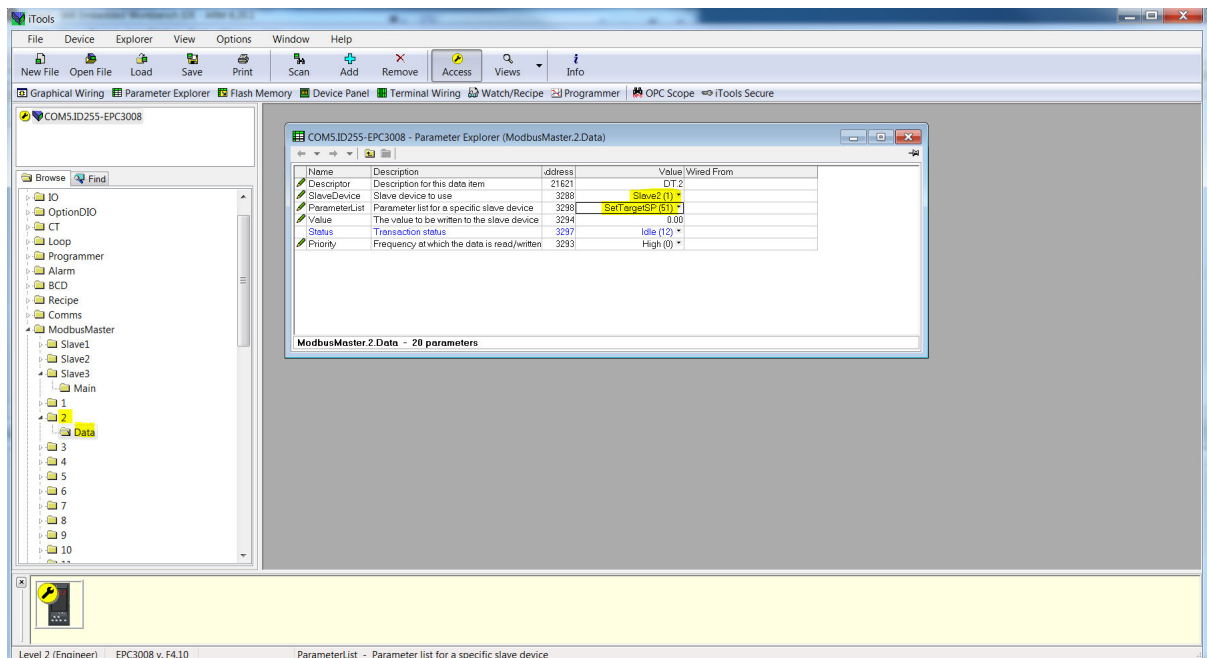 iTools
File Device Explorer View Options Window Help
New File Open File Load Save Print Scan Add Remove Access Views Info
Graphical Wiring Parameter Explorer Flash Memory Device Panel Terminal Wiring Watch/Recipe Programmer OPC Scope iTools Secure
COM5.ID255-EPC3008
Browse Find
IO
OptionDIO
CT
Loop
Programmer
Alarm
BCD
Recipe
Comms
ModbusMaster
Slave1
Slave2
Slave3
Main
1
2
Data
3
4
5
6
7
8
9
10
COM5.ID255-EPC3008 - Parameter Explorer (ModbusMaster.2.Data)
Name Description ddress Value Wired From
Descriptor Description for this data item 21621 DT.2
SlaveDevice Slave device to use 3288 Slave2 (1)
ParameterList Parameter list for a specific slave device 3298 SetTargetSP (51)
Value The value to be written to the slave device 3294 0.00
Status Transaction status 3297 Idle (12)
Priority Frequency at which the data is read/written 3293 High (0)
ModbusMaster.2.Data - 20 parameters
Level 2 (Engineer) EPC3008 v. F4.10 ParameterList - Parameter list for a specific slave device